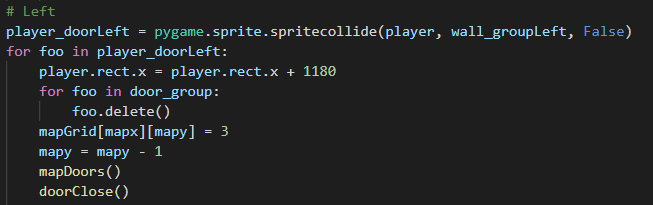 # Left
player_doorLeft = pygame.sprite.spritecollide(player, wall_groupLeft, False)
for foo in player_doorLeft:
    player.rect.x = player.rect.x + 1180
    for foo in door_group:
        foo.delete()
    mapGrid[mapx][mapy] = 3
    mapy = mapy - 1
    mapDoors()
    doorClose()